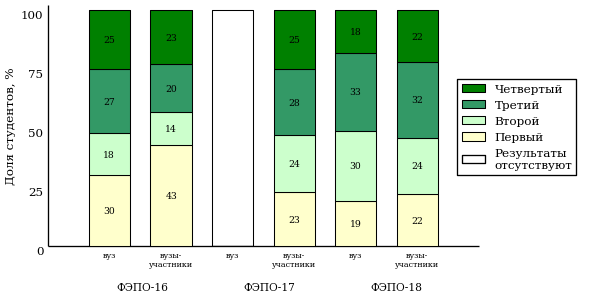 Доля студентов, %
100
75
50
25
0
25
27
18
30
23
20
14
43
25
28
24
23
18
33
30
19
22
32
24
22
вуз
вузы-
участники
вуз
вузы-
участники
вуз
вузы-
участники
ФЭПО-16
ФЭПО-17
ФЭПО-18
Четвертый
Третий
Второй
Первый
Результаты
отсутствуют